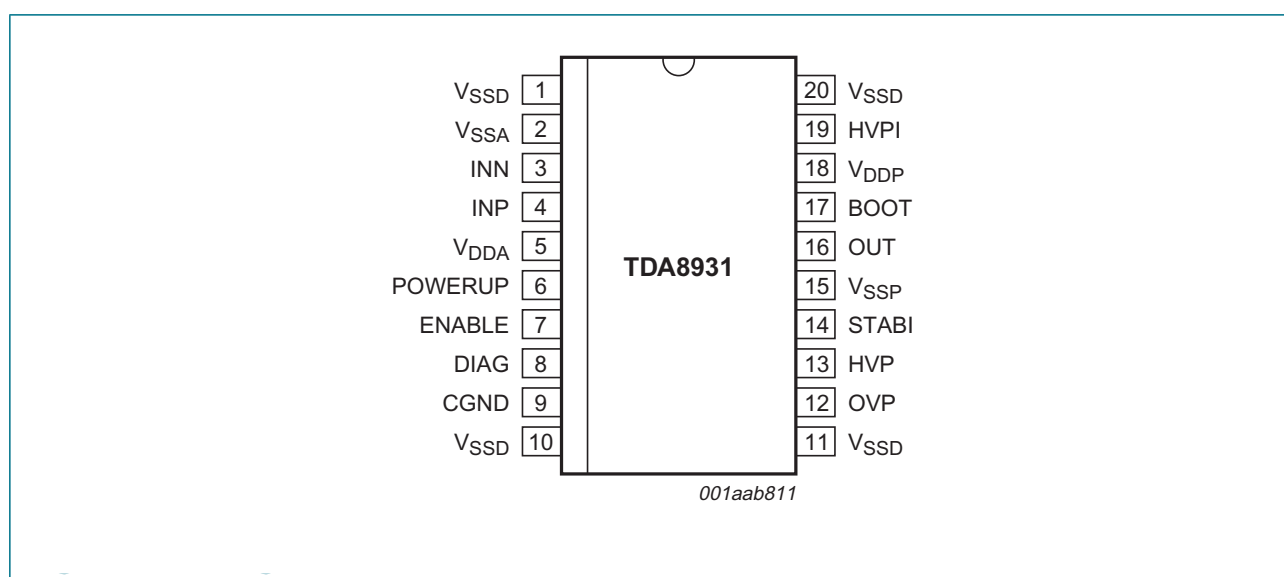 VSSD 1 20 VSSD
VSSA 2 19 HVPI
INN 3 18 VDDP
INP 4 17 BOOT
VDDA 5 16 OUT
TDA8931
POWERUP 6 15 VSSP
ENABLE 7 14 STABI
DIAG 8 13 HVP
CGND 9 12 OVP
VSSD 10 11 VSSD
001aab811